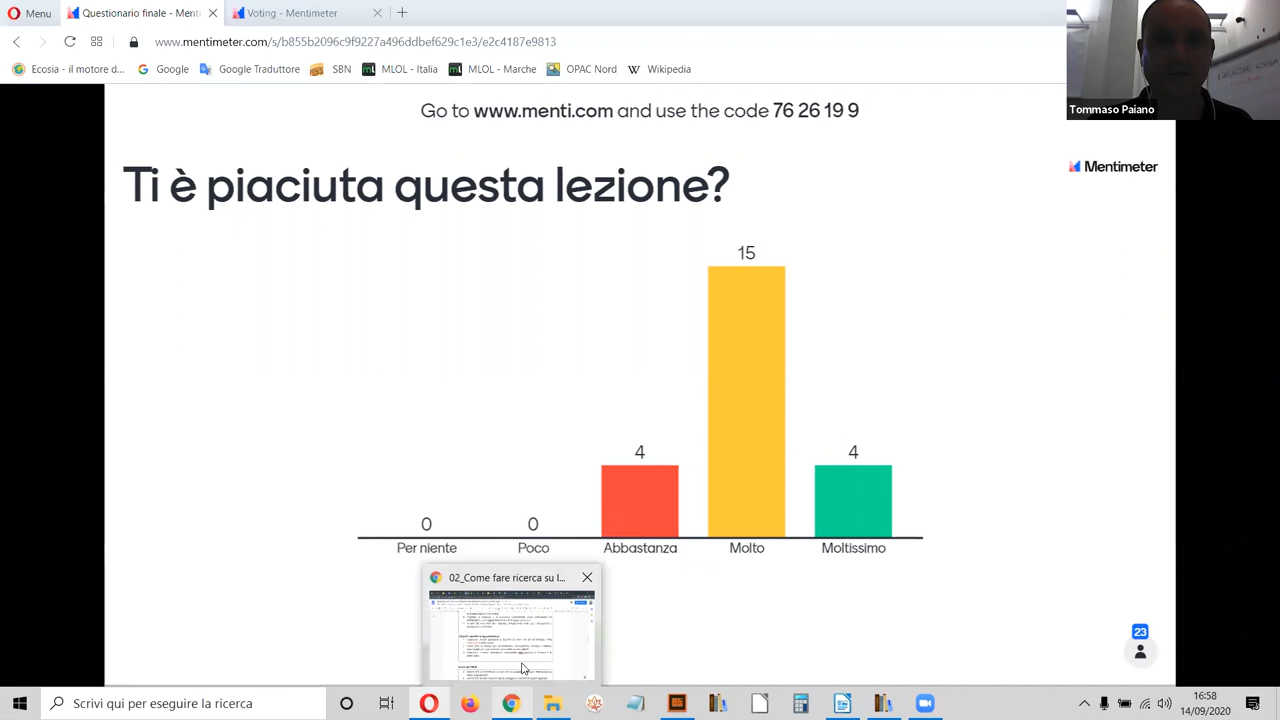 Menu
Questionario finale - Menti
Voting - Mentimeter
www.mentimeter.com/s/b855b2096c9f9217a496ddbef629c1e3/e2c4187e9813
Ecosia - il motore d...
Google
Google Traduttore
SBN
MLOL - Italia
MLOL - Marche
OPAC Nord
Wikipedia
Tommaso Paiano
Go to www.menti.com and use the code 76 26 19 9
Mentimeter
Ti è piaciuta questa lezione?
15
4
4
0
0
Per niente
Poco
Abbastanza
Molto
Moltissimo
02_Come fare ricerca su l...
23
Scrivi qui per eseguire la ricerca
16:58
14/09/2020